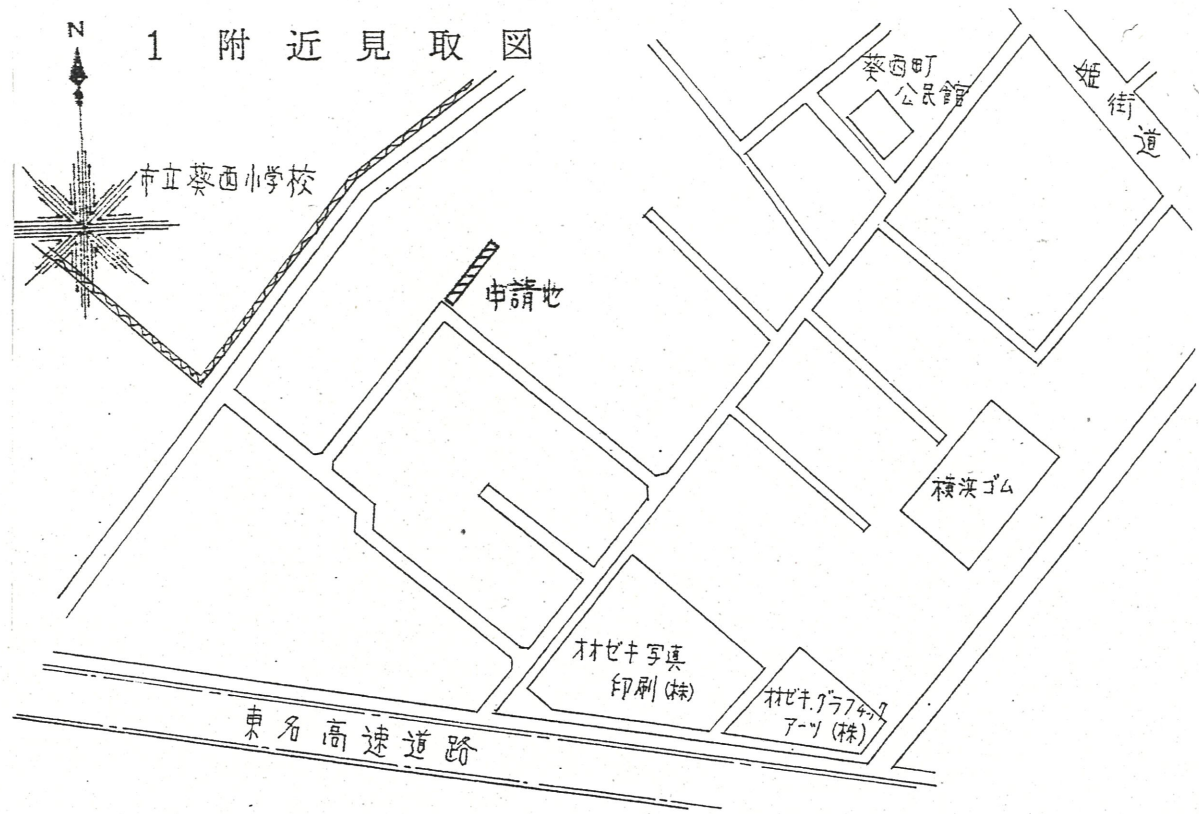 N
1 附近見取図
葵西町
公民館
姫街道
市立葵西小学校
申請地
横浜ゴム
オオゼキ写真
印刷(株)
オオゼキ.グラフィック
アーツ(株)
東名高速道路